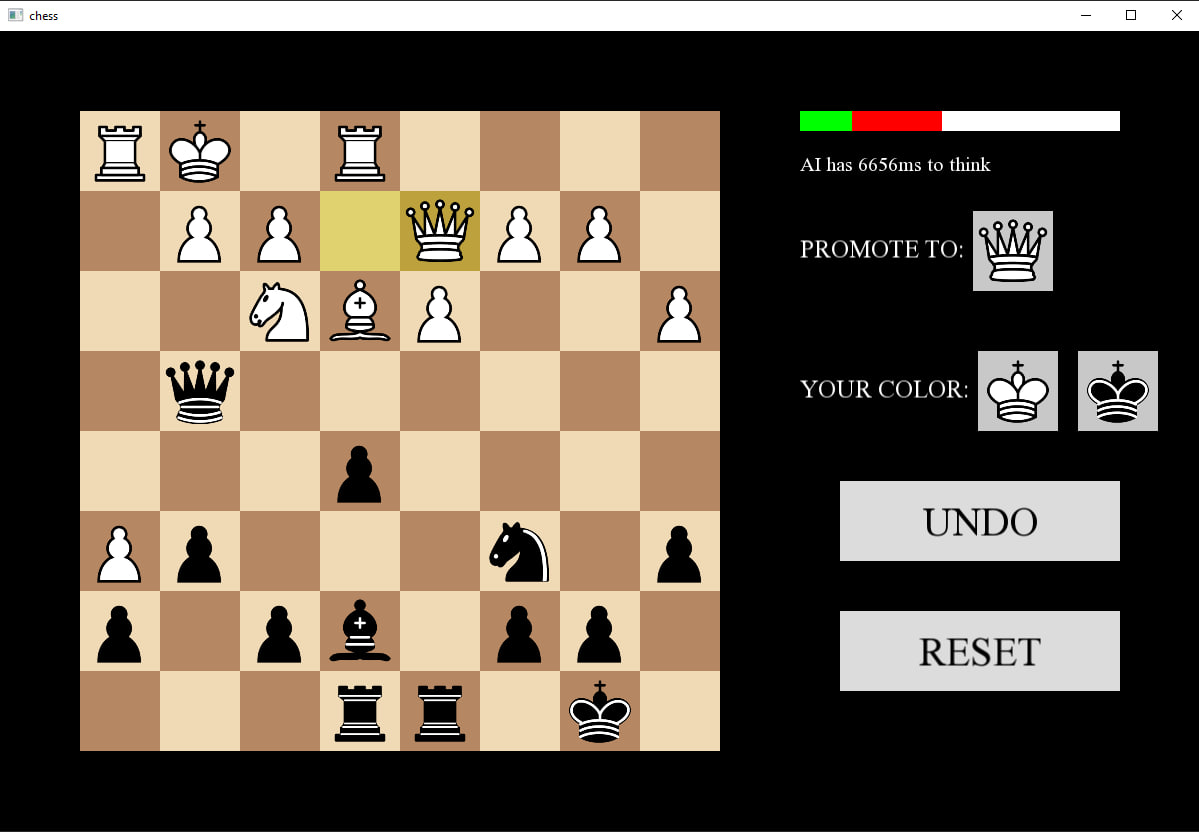 chess
AI has 6656ms to think
PROMOTE TO:
YOUR COLOR:
UNDO
RESET